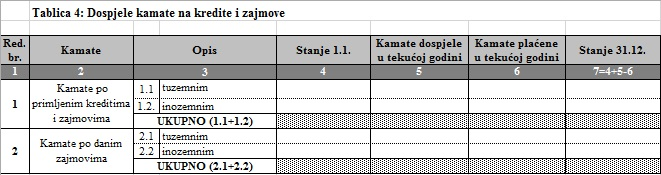 Tablica 4: Dospjele kamate na kredite i zajmove
Red. br. Kamate Opis Stanje 1.1. Kamate dospjele u tekućoj godini Kamate plaćene u tekućoj godini Stanje 31.12.
1 2 3 4 5 6 7=4+5-6
1 Kamate po primljenim kreditima i zajmovima
1.1 tuzemnim
1.2. inozemnim
UKUPNO (1.1+1.2)
2 Kamate po danim zajmovima
2.1 tuzemnim
2.2 inozemnim
UKUPNO (2.1+2.2)